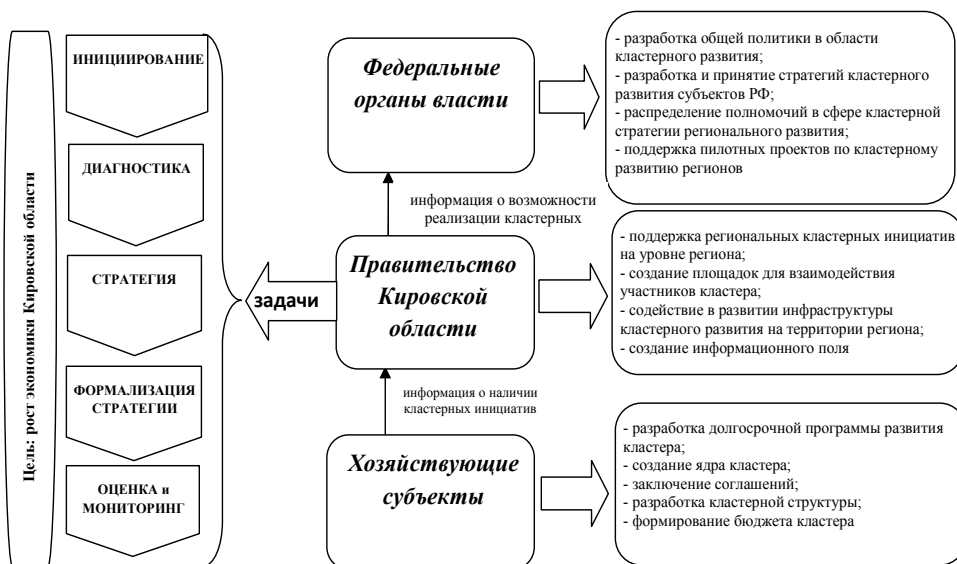 Цель: рост экономики Кировской области
ИНИЦИИРОВАНИЕ
ДИАГНОСТИКА
СТРАТЕГИЯ
ФОРМАЛИЗАЦИЯ
СТРАТЕГИИ
ОЦЕНКА и
МОНИТОРИНГ
задачи
Федеральные
органы власти
информация о возможности
реализации кластерных
Правительство
Кировской
области
информация о наличии
кластерных инициатив
Хозяйствующие
субъекты
- разработка общей политики в области
кластерного развития;
- разработка и принятие стратегий кластерного
развития субъектов РФ;
- распределение полномочий в сфере кластерной
стратегии регионального развития;
- поддержка пилотных проектов по кластерному
развитию регионов
- поддержка региональных кластерных инициатив
на уровне региона;
- создание площадок для взаимодействия
участников кластера;
- содействие в развитии инфраструктуры
кластерного развития на территории региона;
- создание информационного поля
- разработка долгосрочной программы развития
кластера;
- создание ядра кластера;
- заключение соглашений;
- разработка кластерной структуры;
- формирование бюджета кластера